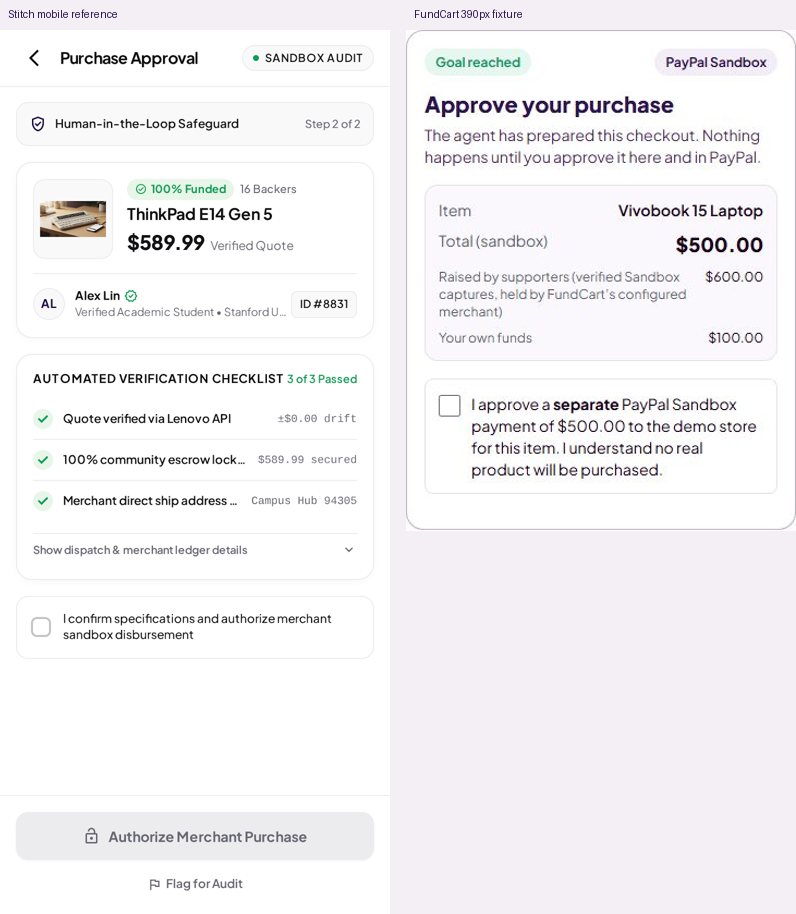 Stitch mobile reference
Purchase Approval
SANDBOX AUDIT
Human-in-the-Loop Safeguard
Step 2 of 2
100% Funded
16 Backers
ThinkPad E14 Gen 5
$589.99 Verified Quote
AL
Alex Lin
Verified Academic Student • Stanford U...
ID #8831
AUTOMATED VERIFICATION CHECKLIST
3 of 3 Passed
Quote verified via Lenovo API
±$0.00 drift
100% community escrow lock...
$589.99 secured
Merchant direct ship address ...
Campus Hub 94305
Show dispatch & merchant ledger details
I confirm specifications and authorize merchant
sandbox disbursement
Authorize Merchant Purchase
Flag for Audit
FundCart 390px fixture
Goal reached
PayPal Sandbox
Approve your purchase
The agent has prepared this checkout. Nothing
happens until you approve it here and in PayPal.
Item
Vivobook 15 Laptop
Total (sandbox)
$500.00
Raised by supporters (verified Sandbox
captures, held by FundCart's configured
merchant)
$600.00
Your own funds
$100.00
I approve a separate PayPal Sandbox
payment of $500.00 to the demo store
for this item. I understand no real
product will be purchased.